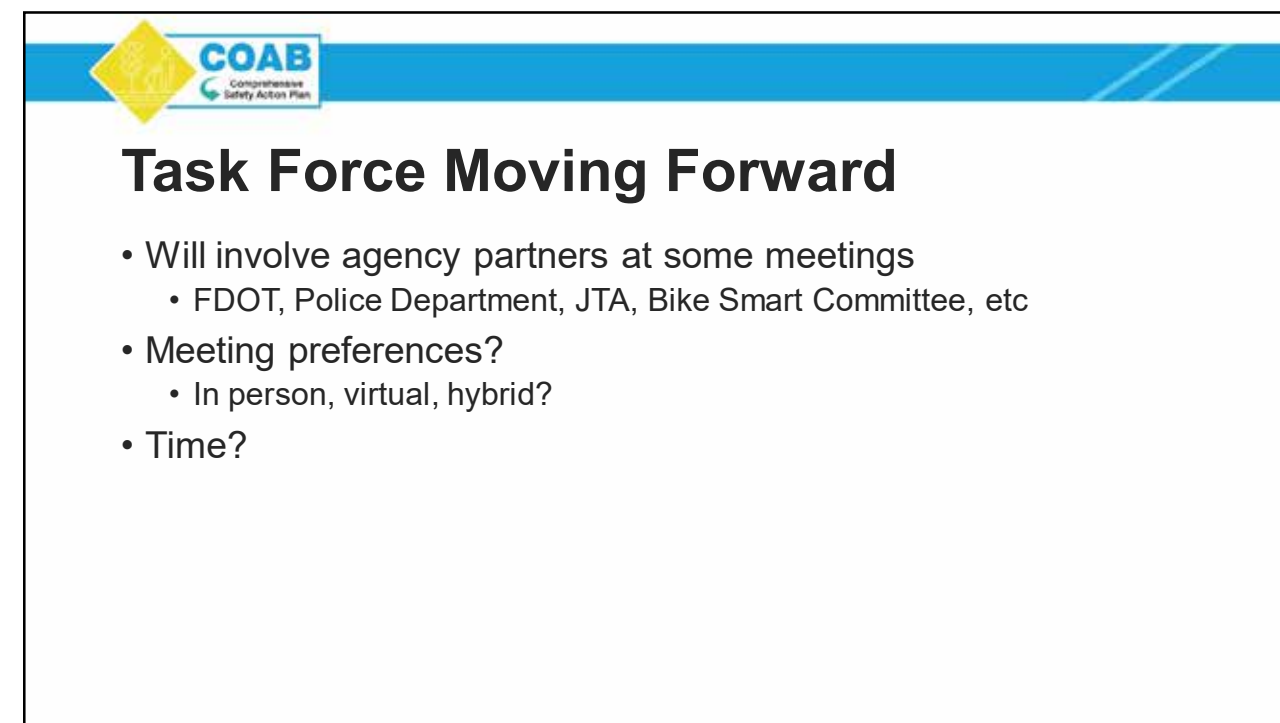 COAB
Comprehensive
Safety Action Plan
Task Force Moving Forward
• Will involve agency partners at some meetings
• FDOT, Police Department, JTA, Bike Smart Committee, etc
• Meeting preferences?
• In person, virtual, hybrid?
• Time?